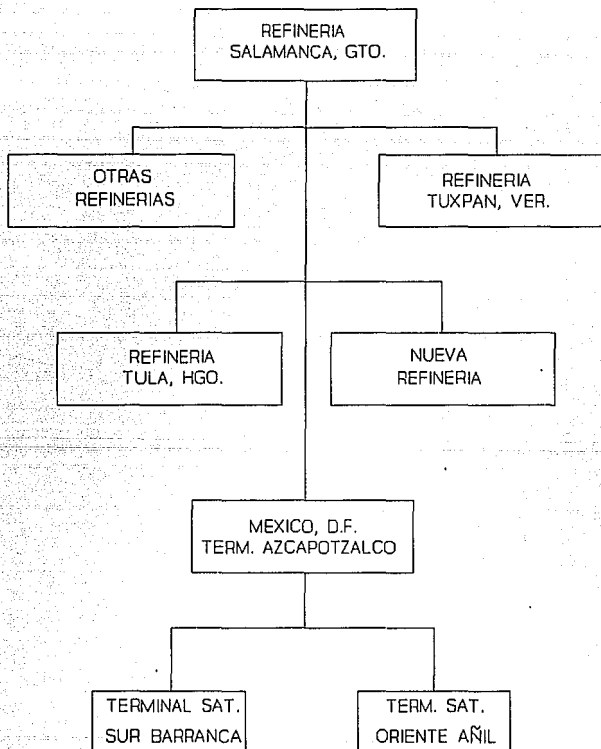 REFINERIA
SALAMANCA, GTO.
OTRAS
REFINERIAS
REFINERIA
TUXPAN, VER.
REFINERIA
TULA, HGO.
NUEVA
REFINERIA
MEXICO, D.F.
TERM. AZCAPOTZALCO
TERMINAL SAT.
SUR BARRANCA
TERM. SAT.
ORIENTE AÑIL